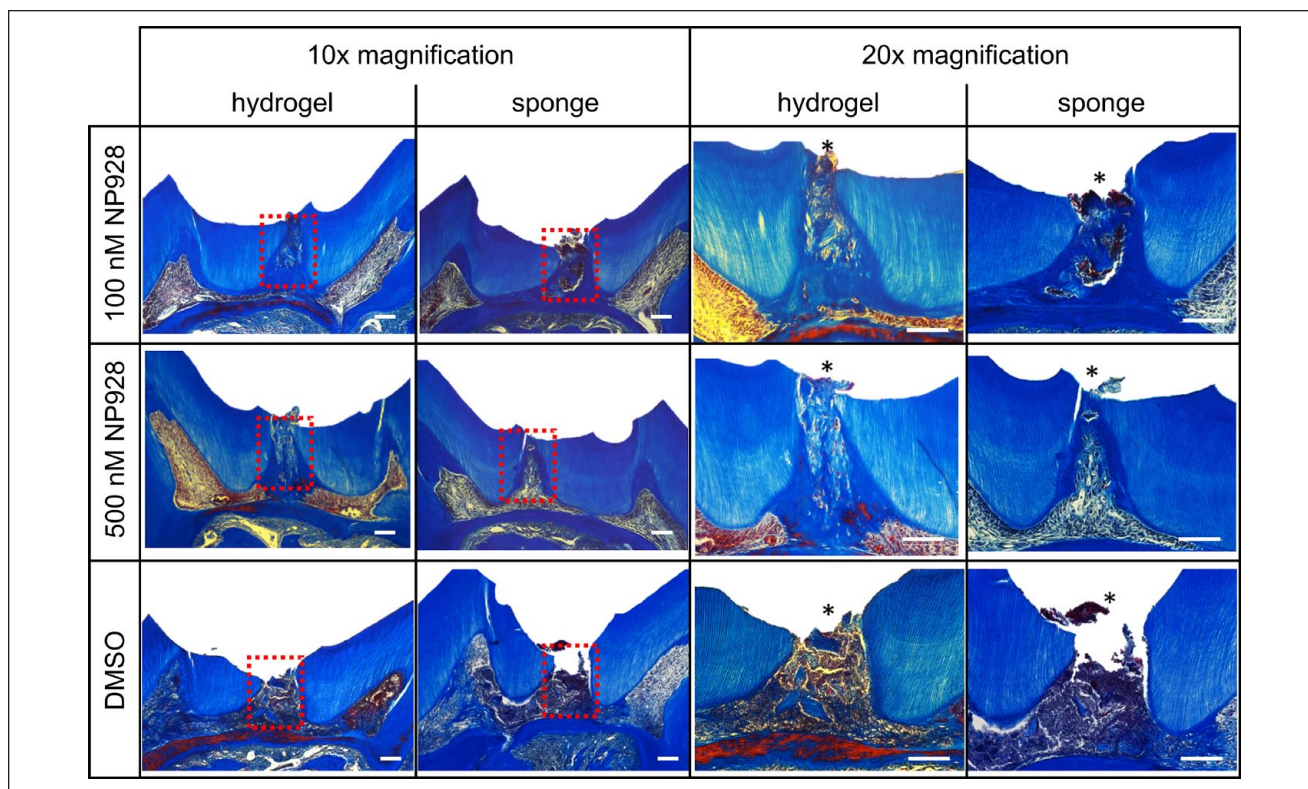 10x magnification
20x magnification
hydrogel
sponge
hydrogel
sponge
100 nM NP928
*
*
500 nM NP928
*
*
DMSO
*
*